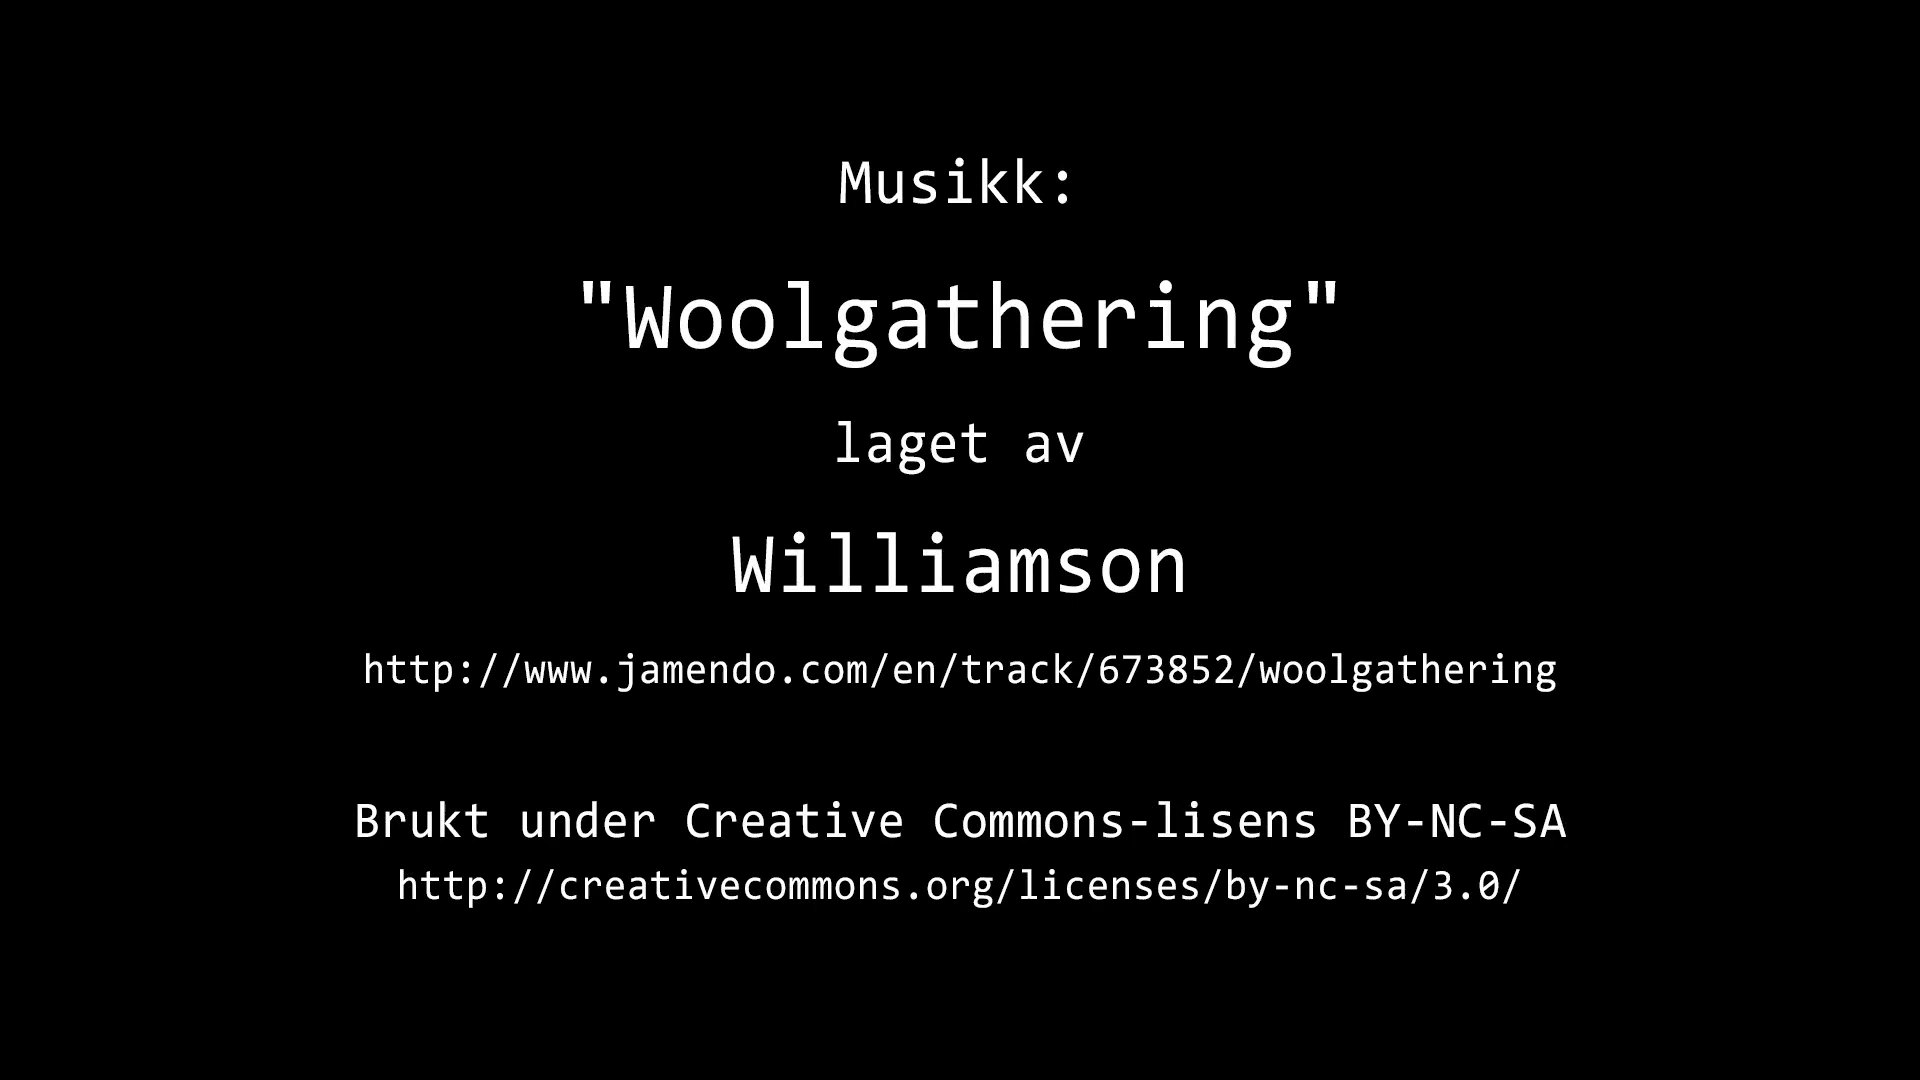 Musikk:
"Woolgathering"
laget av
Williamson
http://www.jamendo.com/en/track/673852/woolgathering
Brukt under Creative Commons-lisens BY-NC-SA
http://creativecommons.org/licenses/by-nc-sa/3.0/